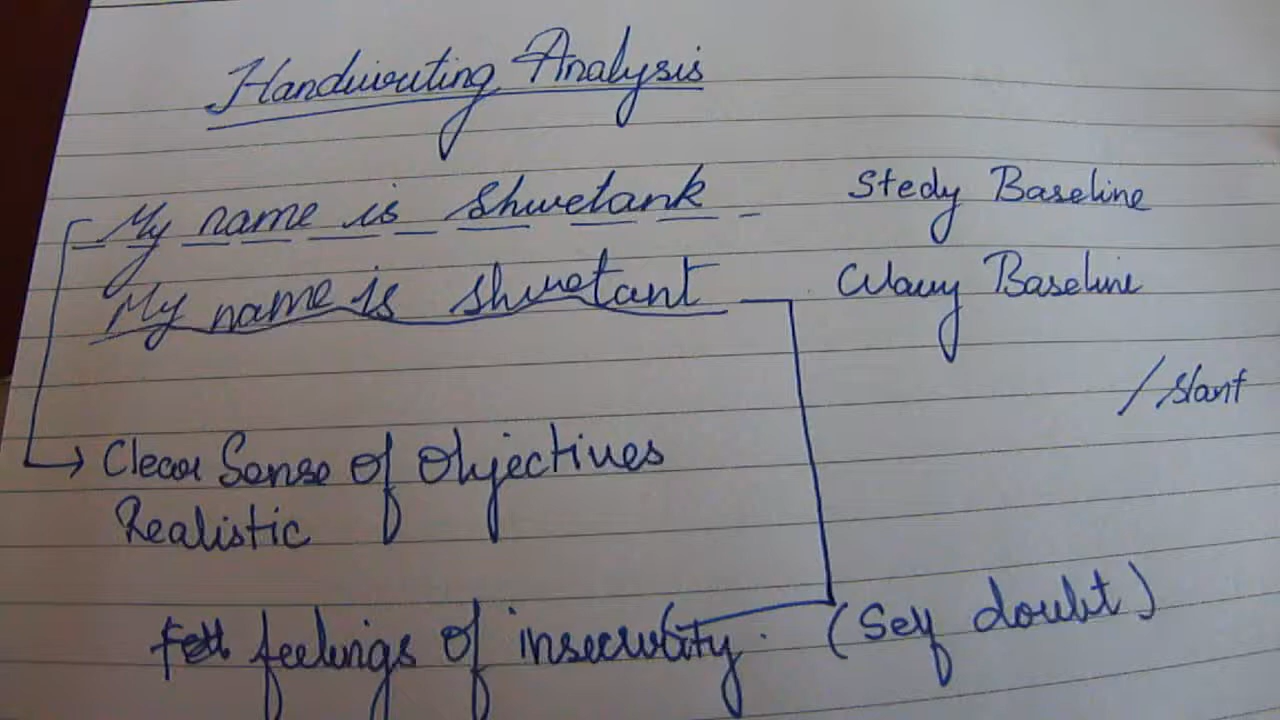 Handwriting Analysis
My name is Shwetank Stedy Baseline
My name is Shwetant Wavy Baseline
/ slant
→ Clear Sense of Objectives
Realistic
feelings of insecurity. (Self doubt)